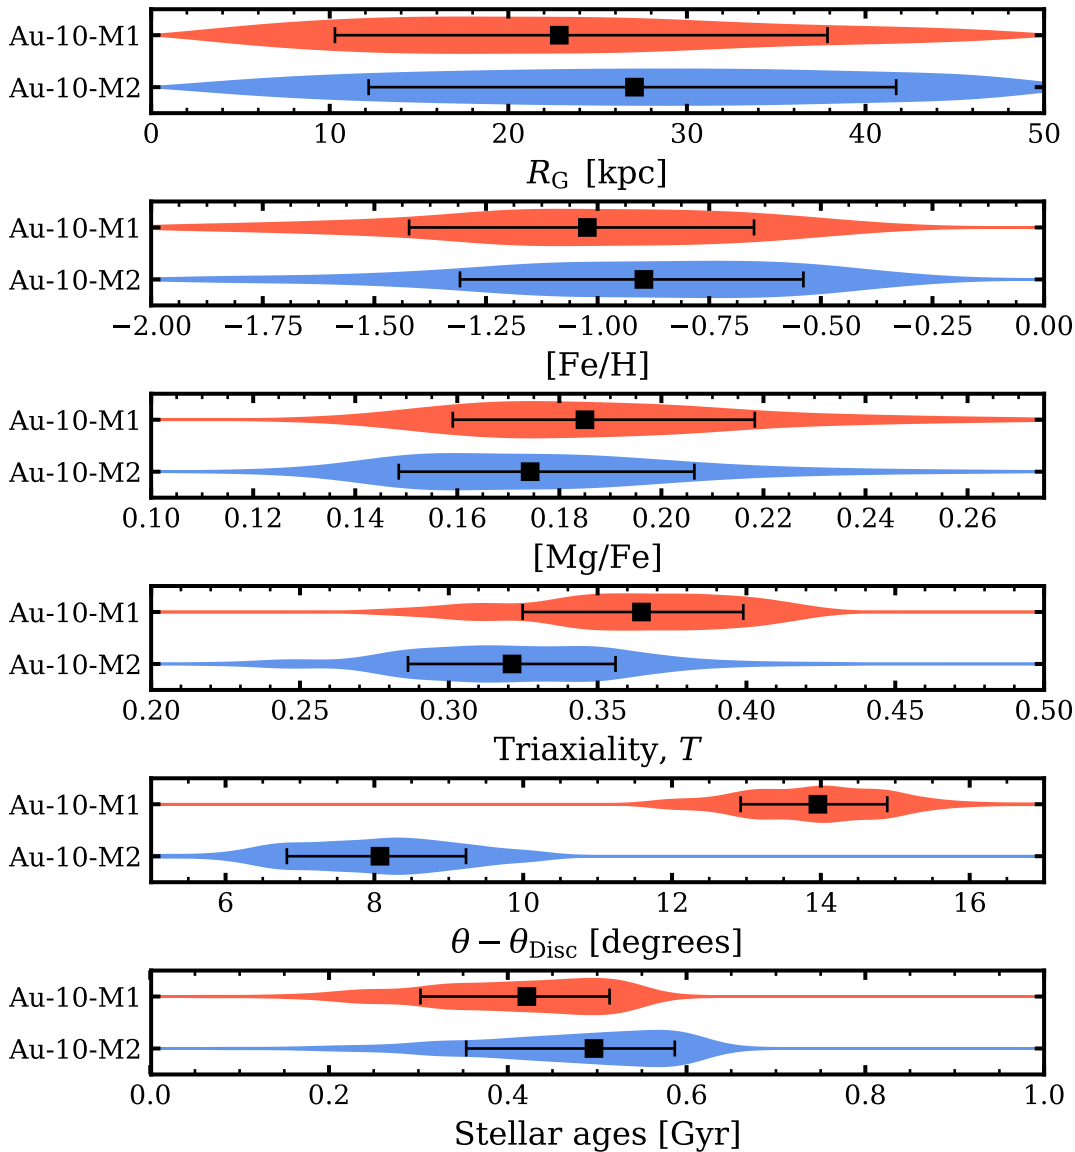 Au-10-M1
Au-10-M2
0 10 20 30 40 50
R_G [kpc]
Au-10-M1
Au-10-M2
−2.00 −1.75 −1.50 −1.25 −1.00 −0.75 −0.50 −0.25 0.00
[Fe/H]
Au-10-M1
Au-10-M2
0.10 0.12 0.14 0.16 0.18 0.20 0.22 0.24 0.26
[Mg/Fe]
Au-10-M1
Au-10-M2
0.20 0.25 0.30 0.35 0.40 0.45 0.50
Triaxiality, T
Au-10-M1
Au-10-M2
6 8 10 12 14 16
θ − θ_Disc [degrees]
Au-10-M1
Au-10-M2
0.0 0.2 0.4 0.6 0.8 1.0
Stellar ages [Gyr]